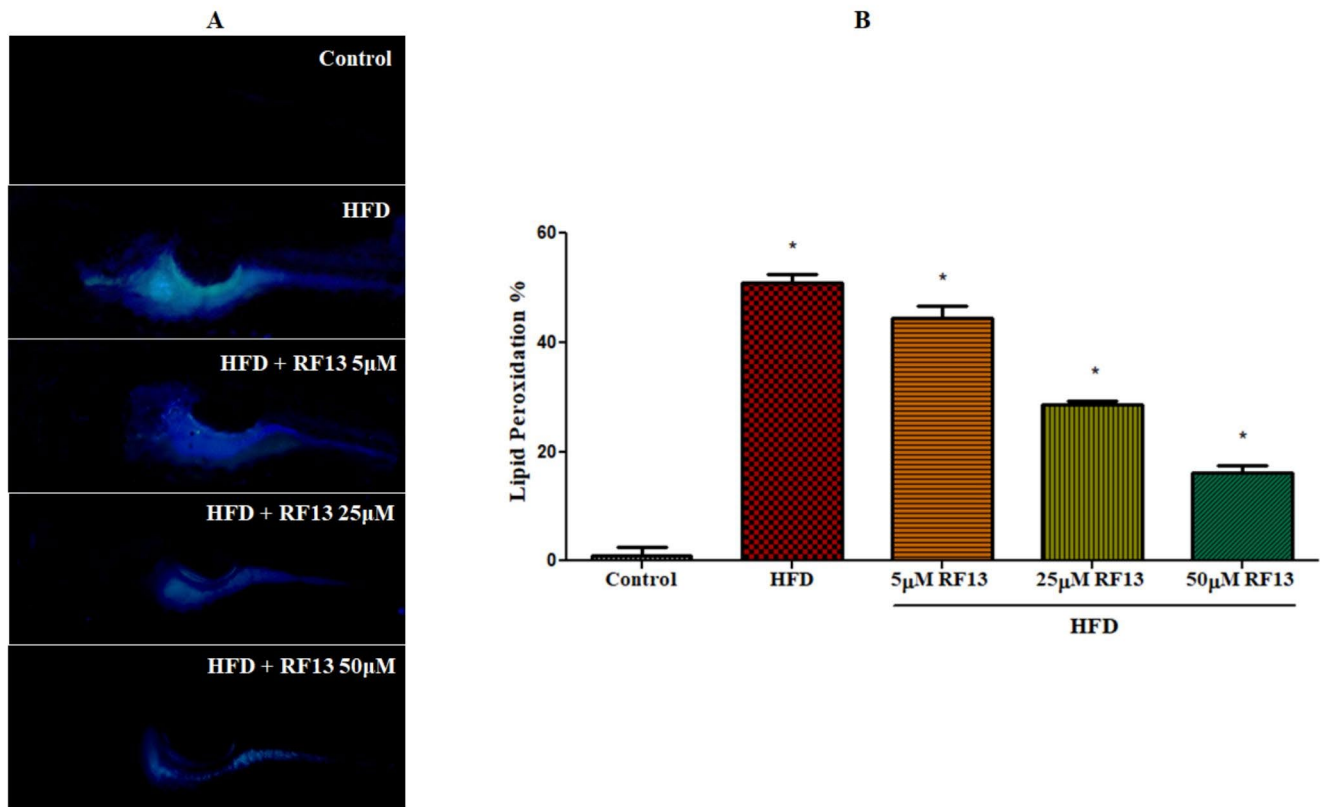 A
Control
HFD
HFD + RF13 5μM
HFD + RF13 25μM
HFD + RF13 50μM
B
Lipid Peroxidation %
60
40
20
0
*
*
*
*
Control HFD 5μM RF13 25μM RF13 50μM RF13
HFD